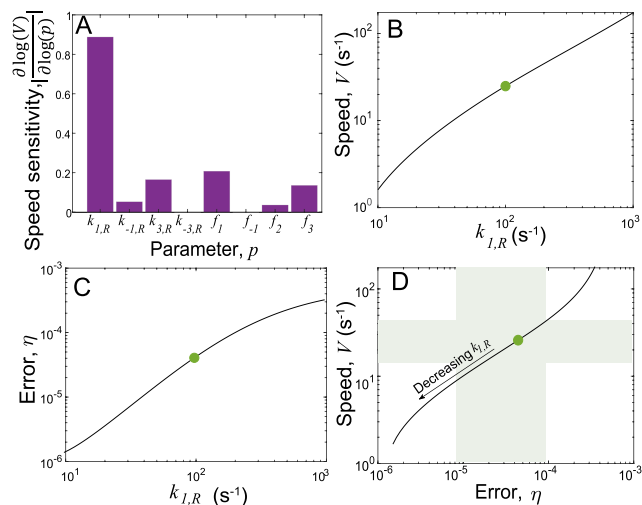 A
Speed sensitivity, |∂ log(V)/∂ log(p)|
1
0.8
0.6
0.4
0.2
0
k1,R k-1,R k3,R k-3,R f1 f-1 f2 f3
Parameter, p
B
Speed, V (s-1)
10^2
10^1
10^0
10^1 10^2 10^3
k1,R (s-1)
C
Error, η
10^-3
10^-4
10^-5
10^-6
10^1 10^2 10^3
k1,R (s-1)
D
Speed, V (s-1)
10^2
10^1
10^0
Decreasing k1,R
10^-6 10^-5 10^-4 10^-3
Error, η